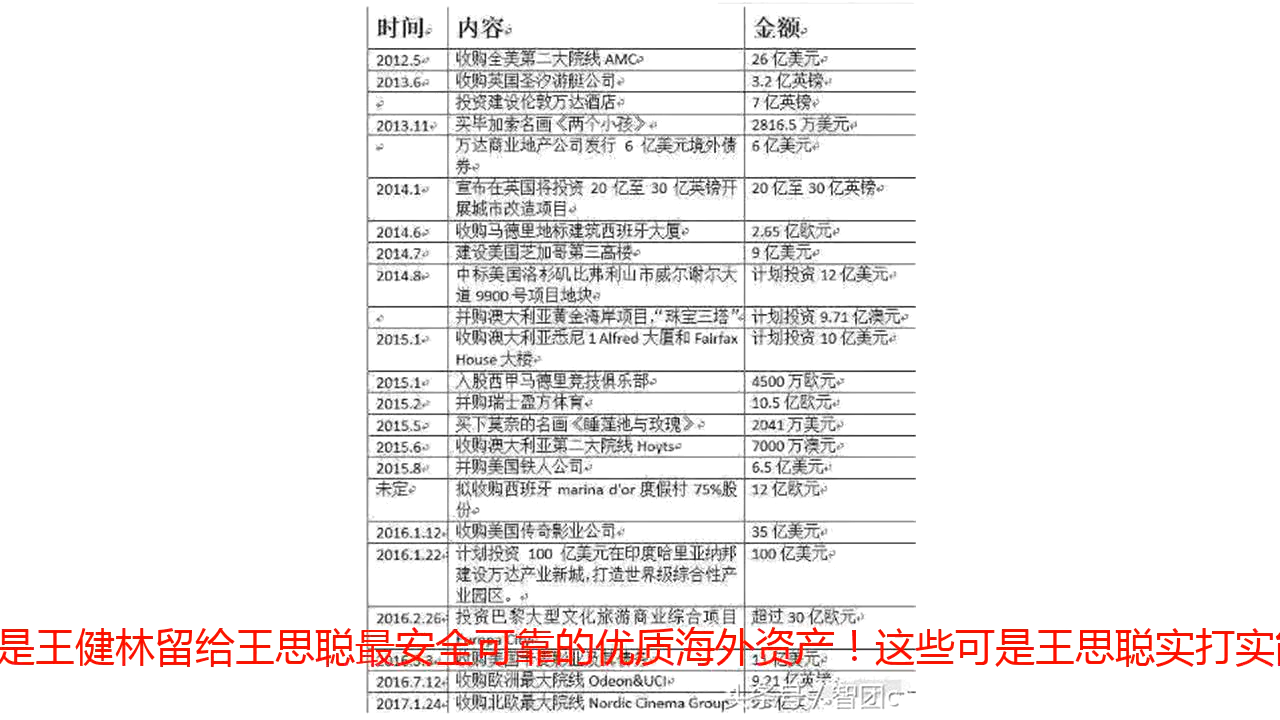 时间 内容 金额
2012.5 收购全美第二大院线 AMC 26 亿美元
2013.6 收购英国圣汐游艇公司 3.2 亿英镑
投资建设伦敦万达酒店 7 亿英镑
2013.11 买毕加索名画《两个小孩》 2816.5 万美元
万达商业地产公司发行 6 亿美元境外债 6 亿美元
券
2014.1 宣布在英国将投资 20 亿至 30 亿英镑开 20 亿至 30 亿英镑
展城市改造项目
2014.6 收购马德里地标建筑西班牙大厦 2.65 亿欧元
2014.7 建设美国芝加哥第三高楼 9 亿美元
2014.8 中标美国洛杉矶比弗利山市威尔谢尔大 计划投资 12 亿美元
道 9900 号项目地块
并购澳大利亚黄金海岸项目,“珠宝三塔” 计划投资 9.71 亿澳元
2015.1 收购澳大利亚悉尼 1 Alfred 大厦和 Fairfax 计划投资 10 亿美元
House 大楼
2015.1 入股西甲马德里竞技俱乐部 4500 万欧元
2015.2 并购瑞士盈方体育 10.5 亿欧元
2015.5 买下莫奈的名画《睡莲池与玫瑰》 2041 万美元
2015.6 收购澳大利亚第二大院线 Hoyts 7000 万澳元
2015.8 并购美国铁人公司 6.5 亿美元
未定 拟收购西班牙 marina d'or 度假村 75%股 12 亿欧元
份
2016.1.12 收购美国传奇影业公司 35 亿美元
2016.1.22 计划投资 100 亿美元在印度哈里亚纳邦 100 亿美元
建设万达产业新城,打造世界级综合性产
业园区。
2016.2.26 投资巴黎大型文化旅游商业综合项目 超过 30 亿欧元
是王健林留给王思聪最安全可靠的优质海外资产！这些可是王思聪实打实
2016.7.12 收购欧洲最大院线 Odeon&UCI 9.21 亿英镑
2017.1.24 收购北欧最大院线 Nordic Cinema Group